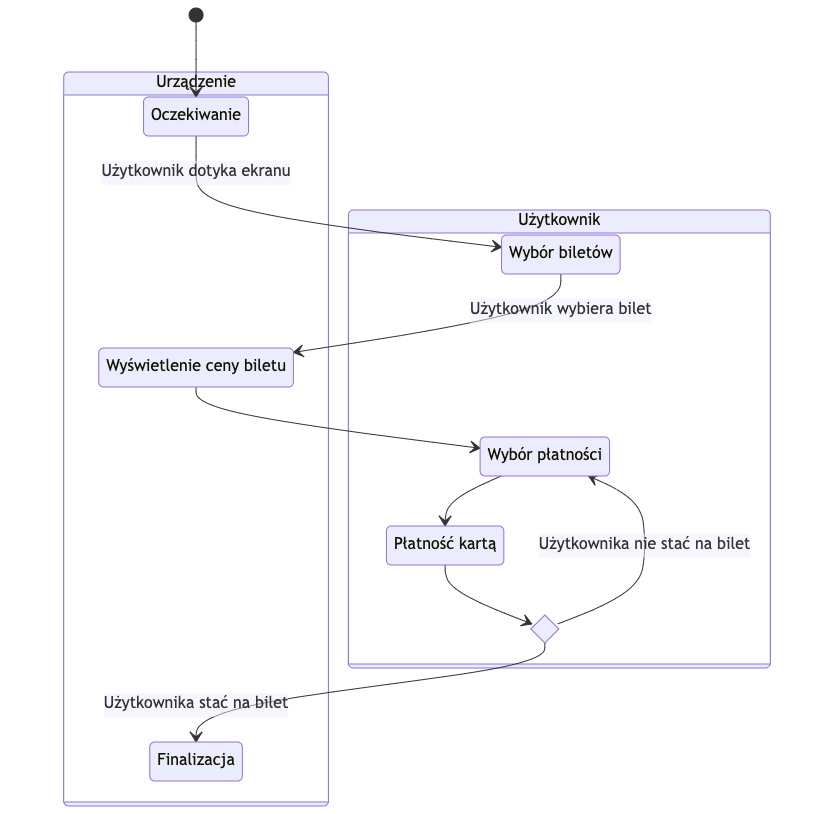 Urządzenie
Oczekiwanie
Użytkownik dotyka ekranu
Użytkownik
Wybór biletów
Użytkownik wybiera bilet
Wyświetlenie ceny biletu
Wybór płatności
Płatność kartą
Użytkownika nie stać na bilet
Użytkownika stać na bilet
Finalizacja